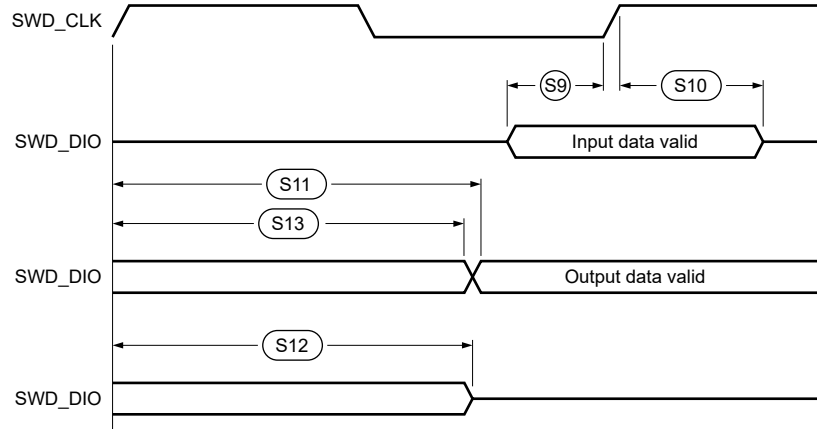 SWD_CLK
S9
S10
SWD_DIO
Input data valid
S11
S13
SWD_DIO
Output data valid
S12
SWD_DIO